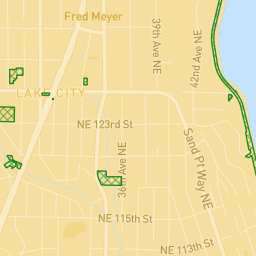 Fred Meyer
39th Ave NE
42nd Ave NE
LAKE CITY
NE 123rd St
Sand Pt Way NE
36th Ave NE
NE 115th St
NE 113th St